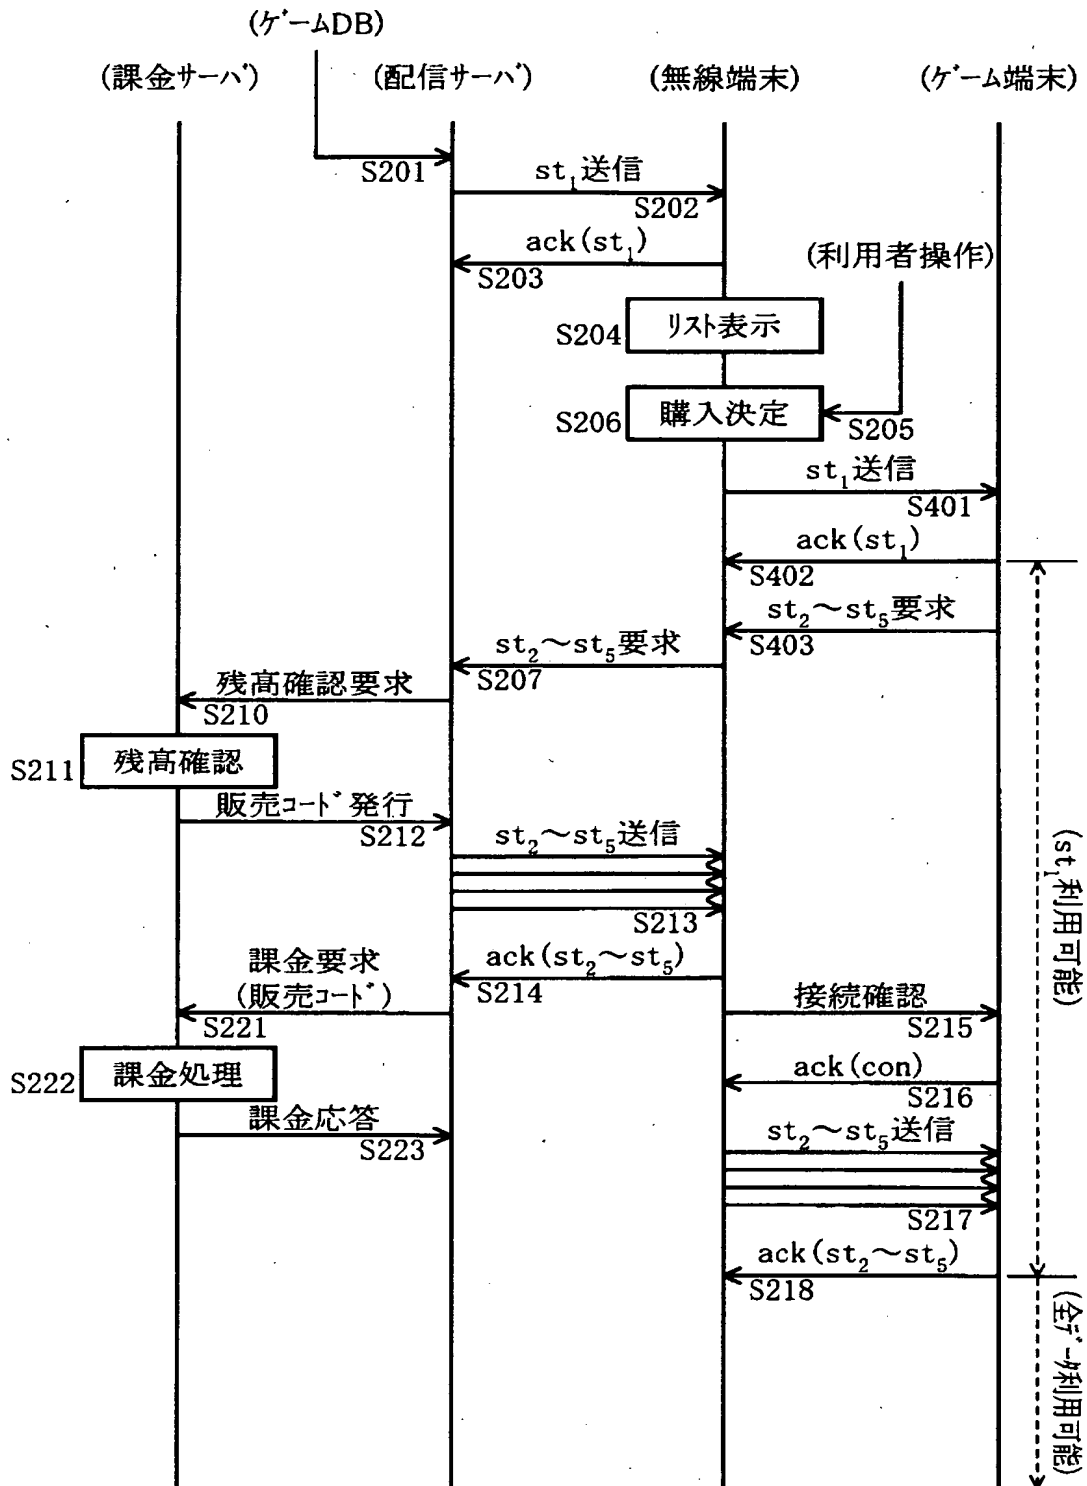 (ゲームDB)
(課金サーバ)
(配信サーバ)
(無線端末)
(ゲーム端末)
S201
st₁送信
S202
ack(st₁)
S203
(利用者操作)
S204
リスト表示
S206
購入決定
S205
st₁送信
S401
ack(st₁)
S402
st₂～st₅要求
S403
st₂～st₅要求
S207
残高確認要求
S210
S211
残高確認
販売コード発行
S212
st₂～st₅送信
S213
ack(st₂～st₅)
S214
課金要求
(販売コード)
S221
接続確認
S215
S222
課金処理
ack(con)
S216
課金応答
S223
st₂～st₅送信
S217
ack(st₂～st₅)
S218
(st₁利用可能)
(全データ利用可能)